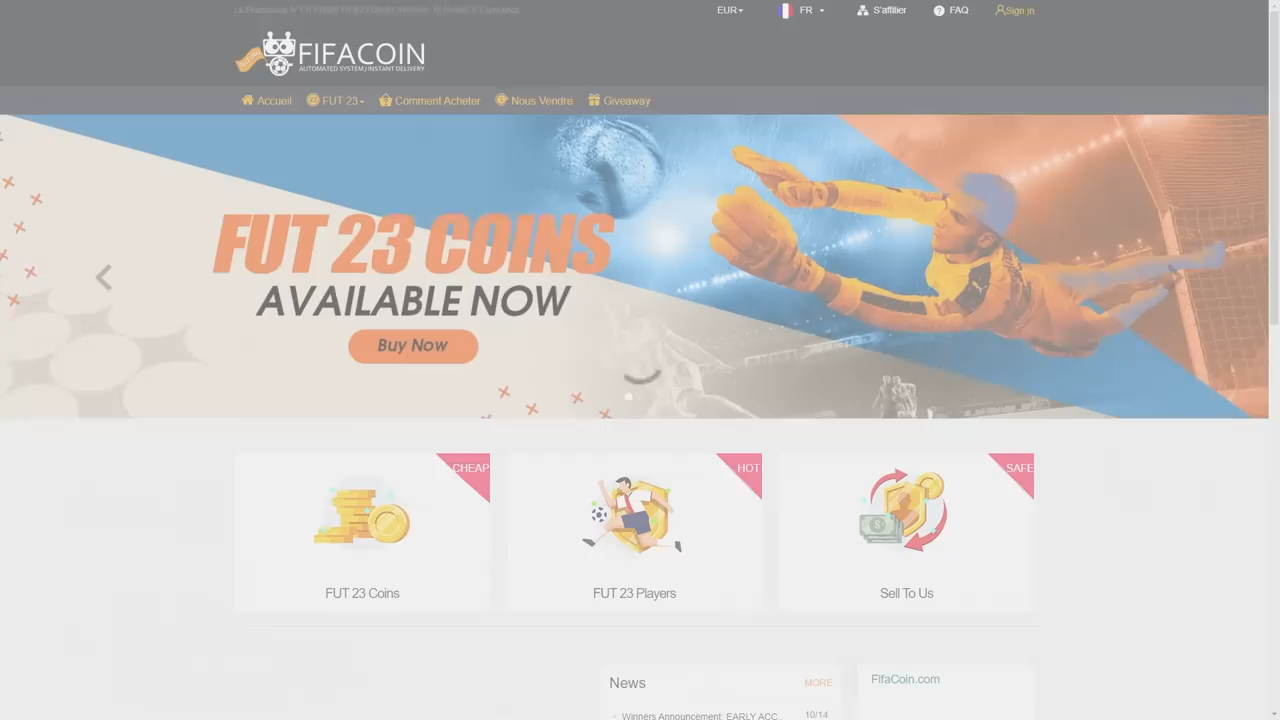 EUR FR S'affilier FAQ Sign in
FIFACOIN
AUTOMATED SYSTEM / INSTANT DELIVERY
Accueil FUT 23 Comment Acheter Nous Vendre Giveaway
FUT 23 COINS
AVAILABLE NOW
Buy Now
CHEAP HOT SAFE
FUT 23 Coins FUT 23 Players Sell To Us
News MORE FifaCoin.com
Winners Announcement: EARLY ACC... 10/14